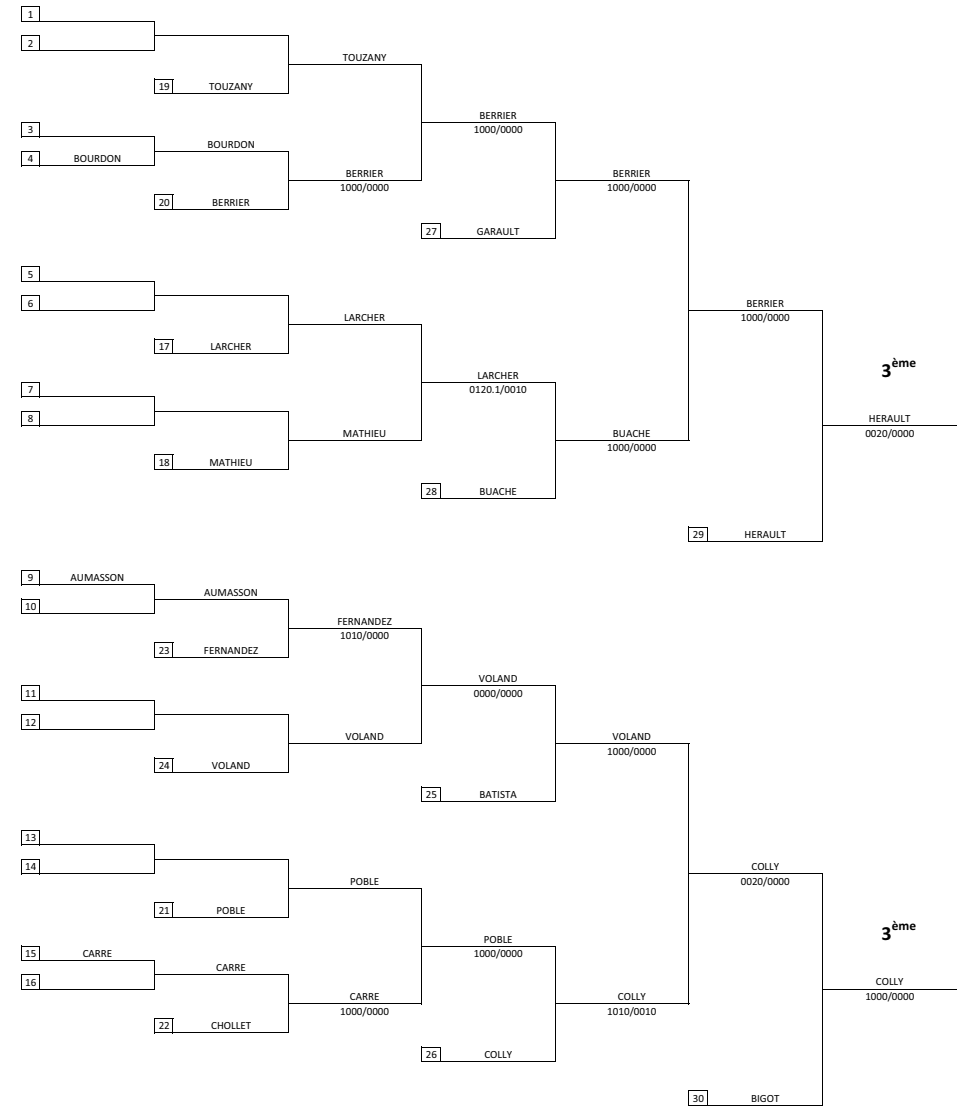 1
2
TOUZANY
19 TOUZANY
BERRIER
1000/0000
3
BOURDON
4 BOURDON
BERRIER
1000/0000
BERRIER
1000/0000
20 BERRIER
27 GARAULT
5
6
BERRIER
1000/0000
LARCHER
17 LARCHER
3ème
LARCHER
0120.1/0010
7
8
HERAULT
0020/0000
MATHIEU
BUACHE
1000/0000
18 MATHIEU
28 BUACHE
29 HERAULT
9 AUMASSON
AUMASSON
10
FERNANDEZ
1010/0000
23 FERNANDEZ
VOLAND
0000/0000
11
12
VOLAND
VOLAND
1000/0000
24 VOLAND
25 BATISTA
13
14
COLLY
0020/0000
POBLE
21 POBLE
3ème
POBLE
1000/0000
15 CARRE
CARRE
16
COLLY
1000/0000
CARRE
1000/0000
COLLY
1010/0010
22 CHOLLET
26 COLLY
30 BIGOT